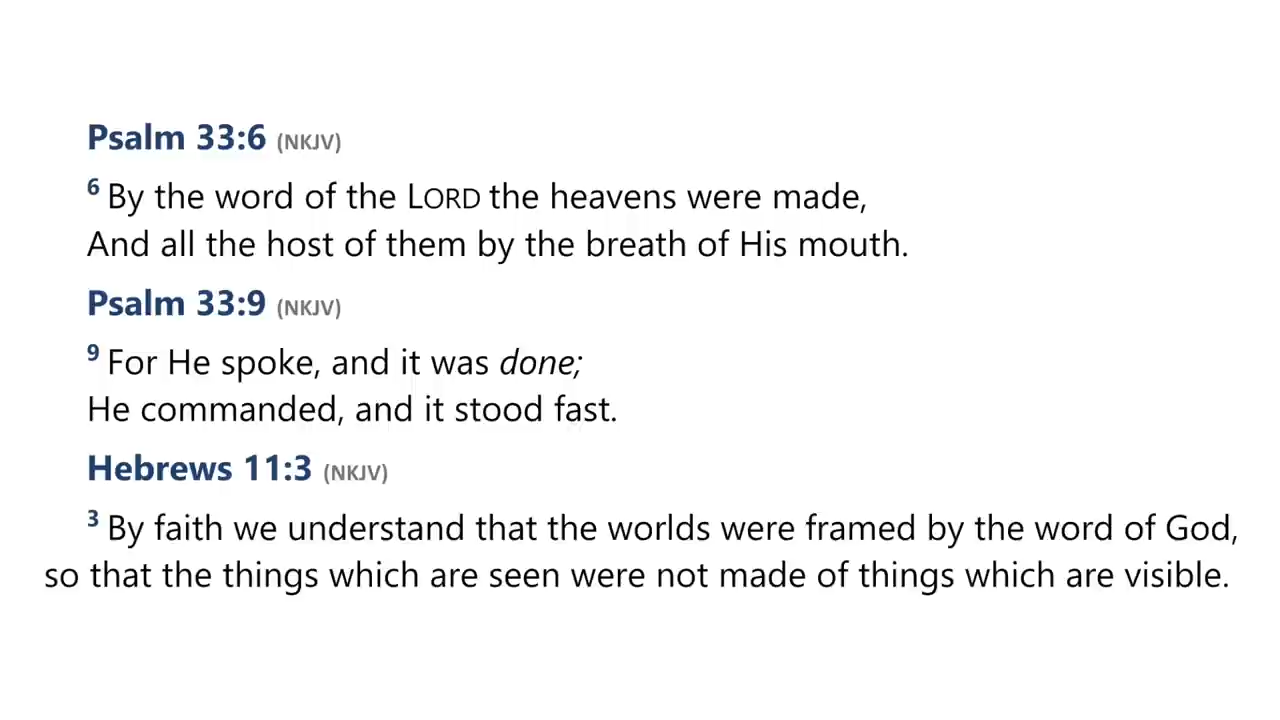 Psalm 33:6 (NKJV)
6 By the word of the LORD the heavens were made,
And all the host of them by the breath of His mouth.
Psalm 33:9 (NKJV)
9 For He spoke, and it was done;
He commanded, and it stood fast.
Hebrews 11:3 (NKJV)
3 By faith we understand that the worlds were framed by the word of God,
so that the things which are seen were not made of things which are visible.